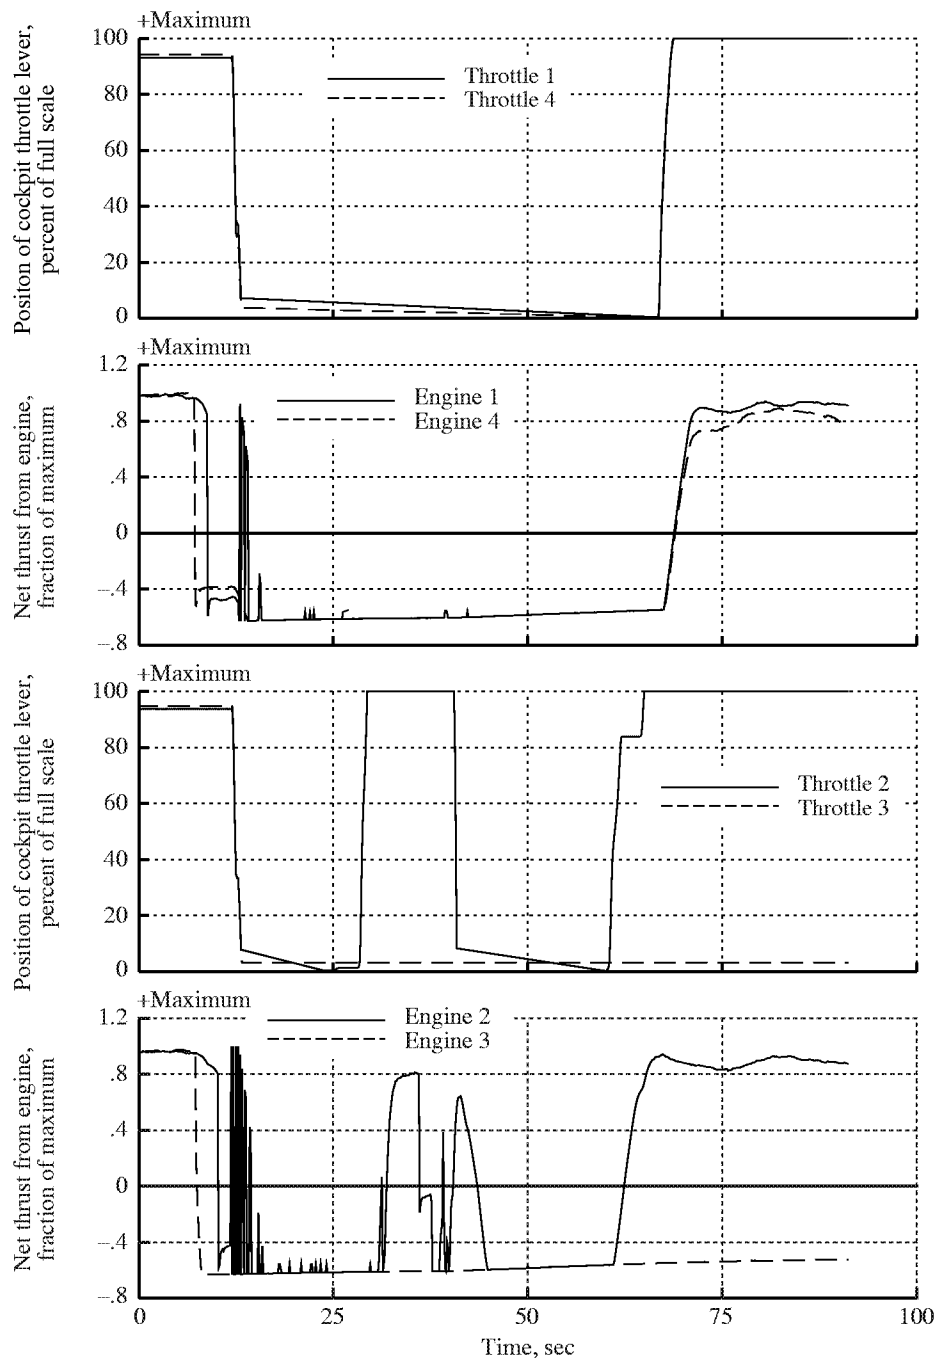 +Maximum
100
80
60
40
20
0
Positon of cockpit throttle lever,
percent of full scale
Throttle 1
Throttle 4
+Maximum
1.2
.8
.4
0
–.4
–.8
Net thrust from engine,
fraction of maximum
Engine 1
Engine 4
+Maximum
100
80
60
40
20
0
Position of cockpit throttle lever,
percent of full scale
Throttle 2
Throttle 3
+Maximum
1.2
.8
.4
0
–.4
–.8
Net thrust from engine,
fraction of maximum
Engine 2
Engine 3
0 25 50 75 100
Time, sec